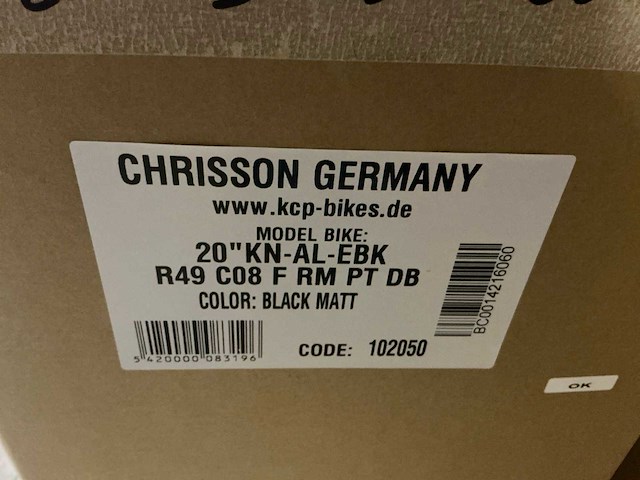 CHRISSON GERMANY
www.kcp-bikes.de
MODEL BIKE:
20"KN-AL-EBK
R49 C08 F RM PT DB
COLOR: BLACK MATT
5 420000 083196
CODE: 102050
BC0014216060
OK